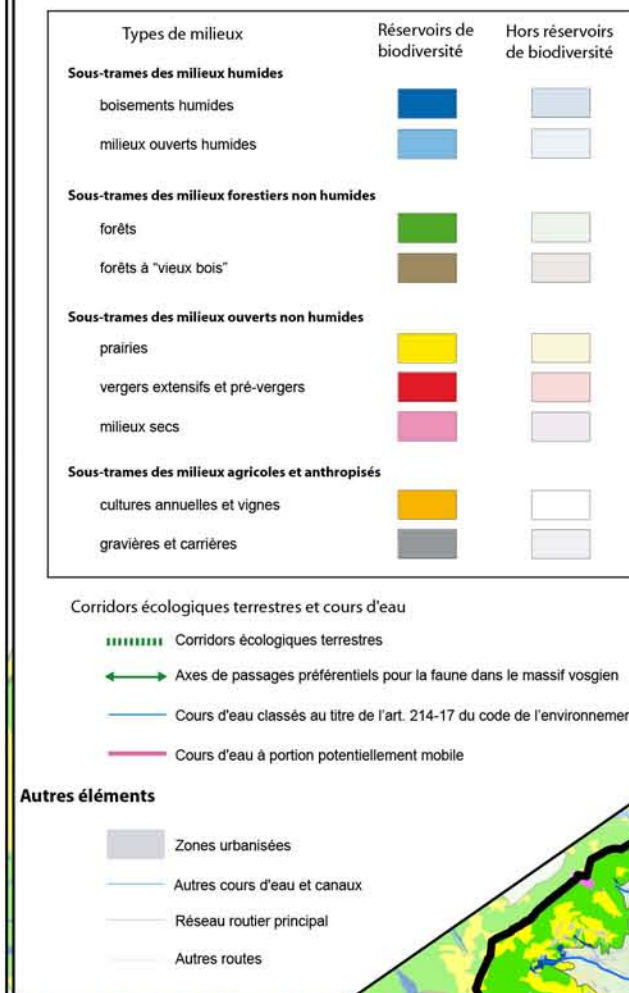 Types de milieu
Réservoirs de biodiversité
Hors réservoirs de biodiversité
Sous-trames des milieux humides
boisements humides
milieux ouverts humides
Sous-trames des milieux forestiers non humides
forêts
forêts à "vieux bois"
Sous-trames des milieux ouverts non humides
prairies
vergers extensifs et pré-vergers
milieux secs
Sous-trames des milieux agricoles et anthropisés
cultures annuelles et vignes
gravières et carrières
Corridors écologiques terrestres et cours d'eau
Corridors écologiques terrestres
Axes de passages préférentiels pour la faune dans le massif vosgien
Cours d'eau classés au titre de l'art. 214-17 du code de l'environnemen
Cours d'eau à portion potentiellement mobile
Autres éléments
Zones urbanisées
Autres cours d'eau et canaux
Réseau routier principal
Autres routes